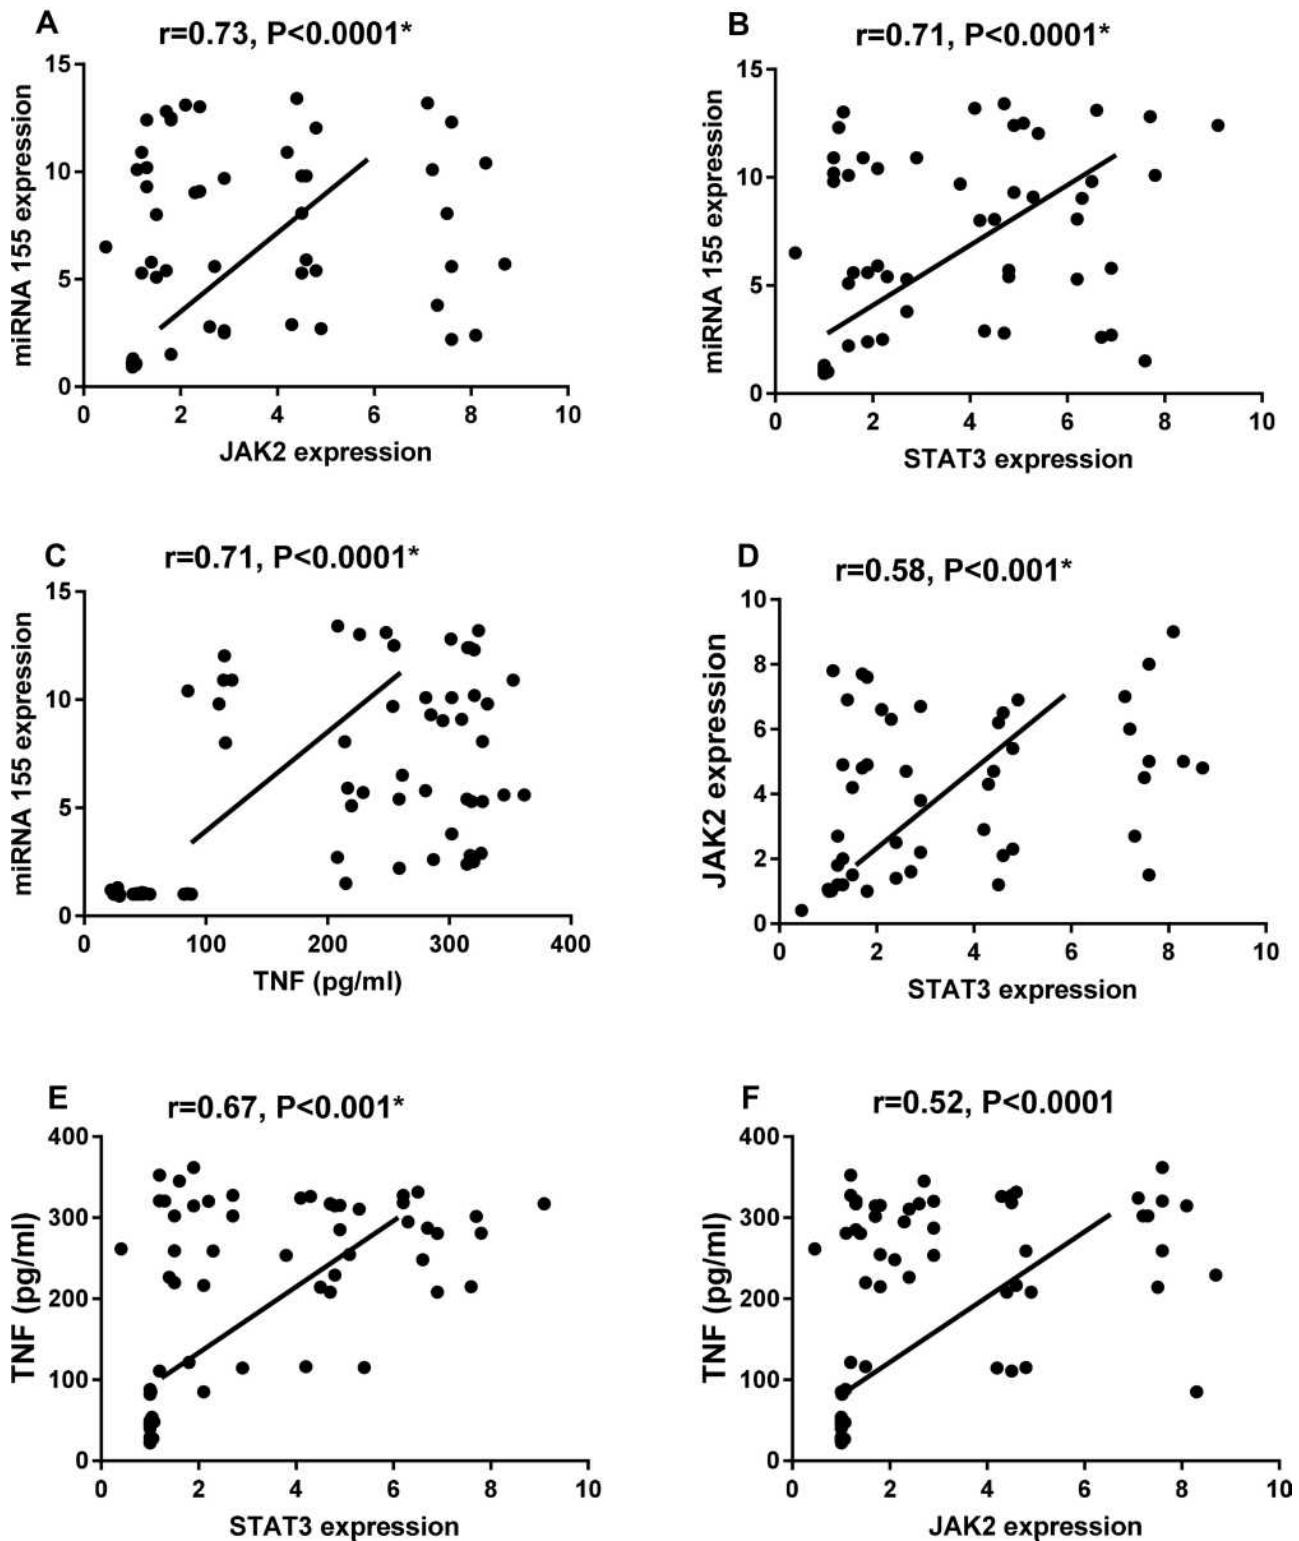 A
r=0.73, P<0.0001*
15
10
5
0
miRNA 155 expression
0 2 4 6 8 10
JAK2 expression
B
r=0.71, P<0.0001*
15
10
5
0
miRNA 155 expression
0 2 4 6 8 10
STAT3 expression
C
r=0.71, P<0.0001*
15
10
5
0
miRNA 155 expression
0 100 200 300 400
TNF (pg/ml)
D
r=0.58, P<0.001*
10
8
6
4
2
0
JAK2 expression
0 2 4 6 8 10
STAT3 expression
E
r=0.67, P<0.001*
400
300
200
100
0
TNF (pg/ml)
0 2 4 6 8 10
STAT3 expression
F
r=0.52, P<0.0001
400
300
200
100
0
TNF (pg/ml)
0 2 4 6 8 10
JAK2 expression